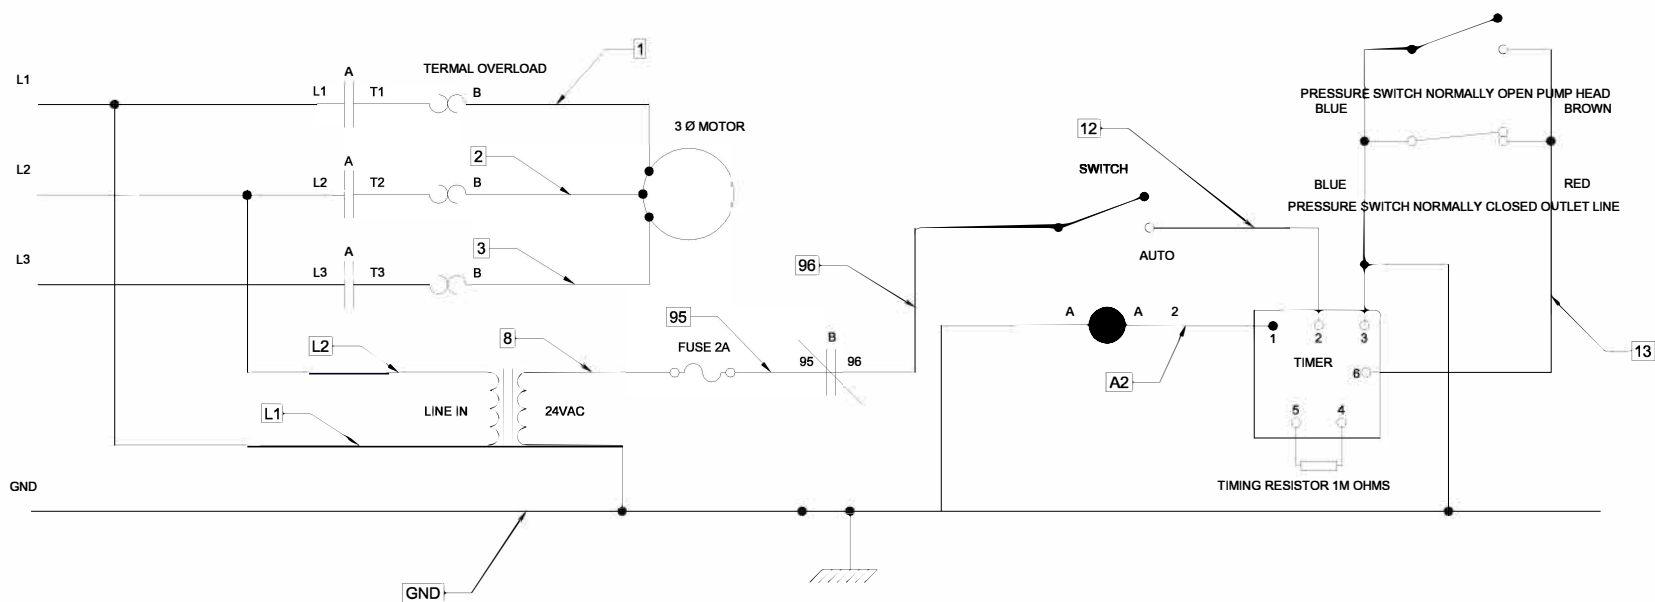 L1
L1
A
T1
TERMAL OVERLOAD
B
1
3 Ø MOTOR
L2
L2
A
T2
B
2
L3
L3
A
T3
B
3
L2
L1
LINE IN
24VAC
8
95
FUSE 2A
95
B
96
96
SWITCH
AUTO
12
PRESSURE SWITCH NORMALLY OPEN PUMP HEAD
BLUE
BROWN
BLUE
RED
PRESSURE SWITCH NORMALLY CLOSED OUTLET LINE
A
A
2
A2
1
2
3
TIMER
6
5
4
13
TIMING RESISTOR 1M OHMS
GND
GND